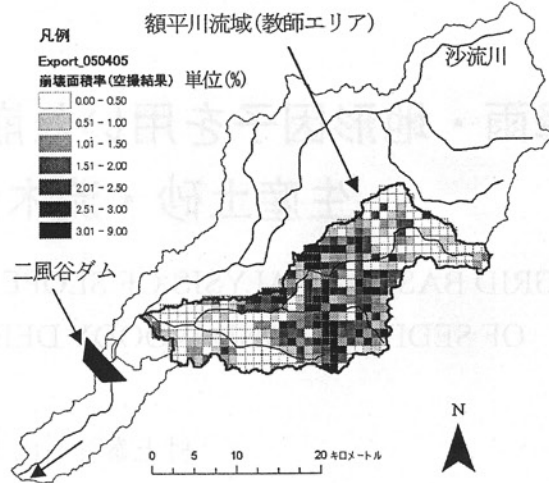 額平川流域(教師エリア)
凡例
沙流川
Export_050405
崩壊面積率(空撮結果) 単位(%)
0.00 - 0.50
0.51 - 1.00
1.01 - 1.50
1.51 - 2.00
2.01 - 2.50
2.51 - 3.00
3.01 - 9.00
二風谷ダム
N
0 5 10 20 キロメートル